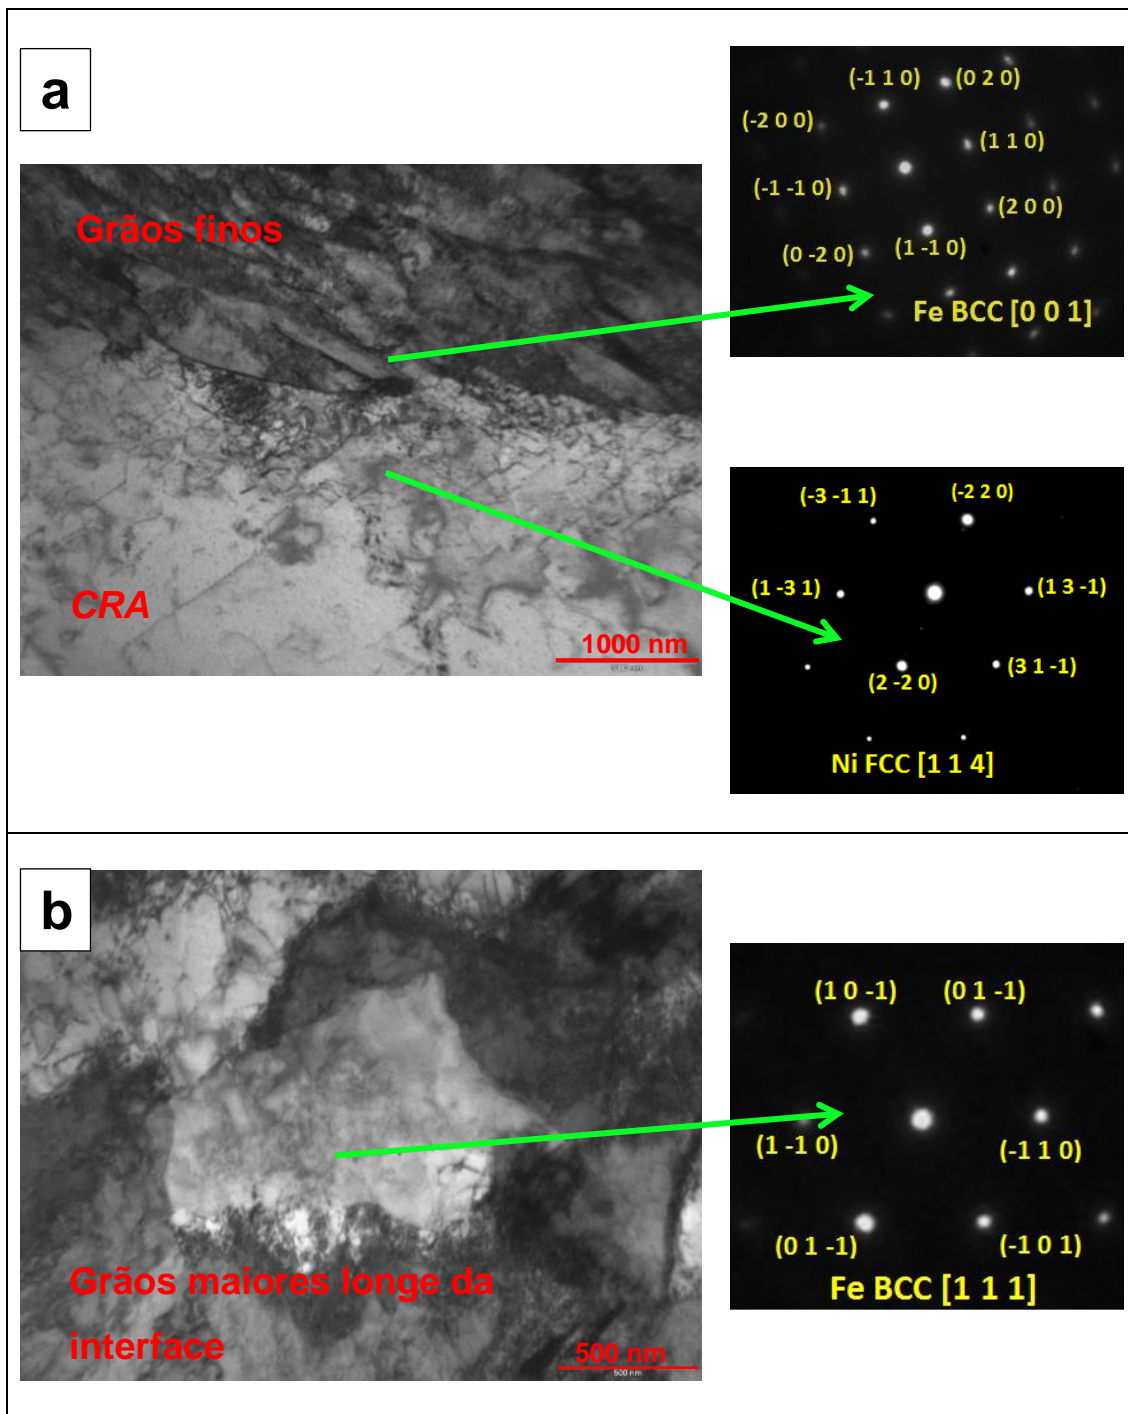 a
Grãos finos
CRA
1000 nm
(-1 1 0)
(0 2 0)
(-2 0 0)
(1 1 0)
(-1 -1 0)
(2 0 0)
(0 -2 0)
(1 -1 0)
Fe BCC [0 0 1]
(-3 -1 1)
(-2 2 0)
(1 -3 1)
(1 3 -1)
(2 -2 0)
(3 1 -1)
Ni FCC [1 1 4]
b
Grãos maiores longe da
interface
500 nm
500 nm
(1 0 -1)
(0 1 -1)
(1 -1 0)
(-1 1 0)
(0 1 -1)
(-1 0 1)
Fe BCC [1 1 1]